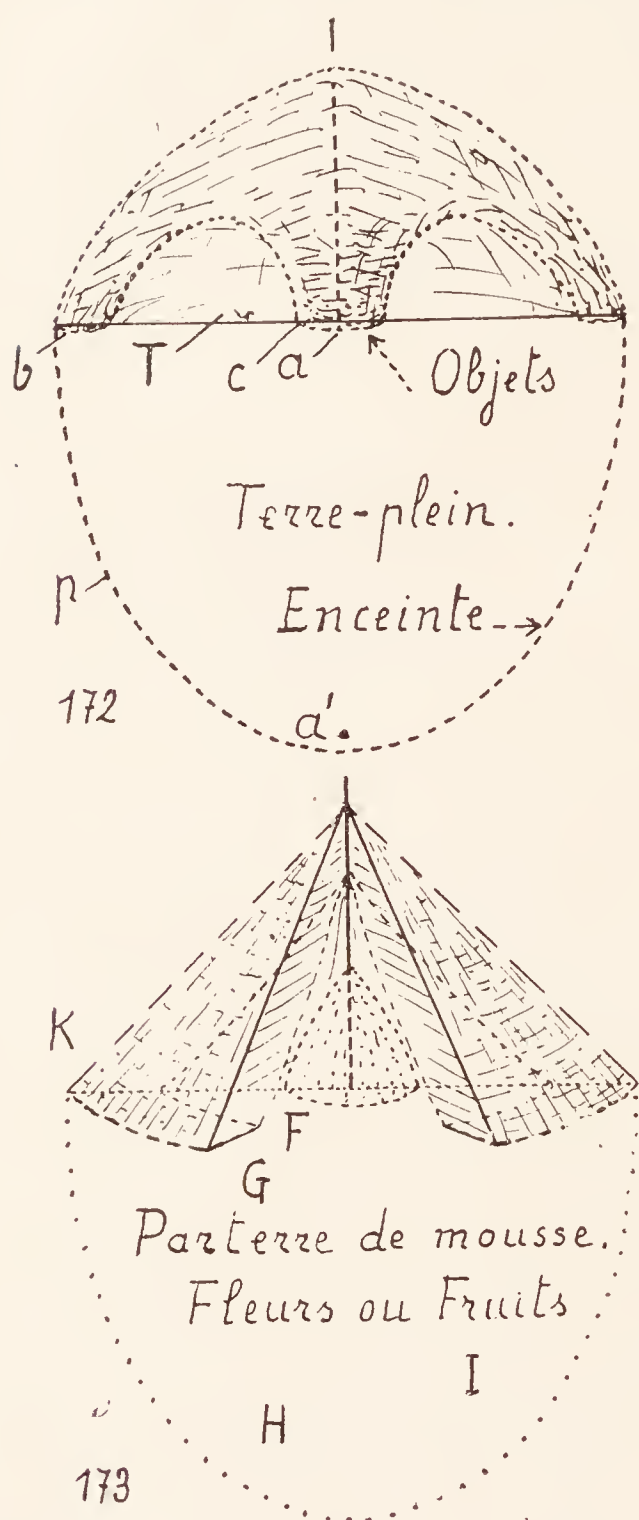 b T c a Objets
Terre-plein.
p Enceinte
172 a'.
K
F
G
Parterre de mousse.
Fleurs ou Fruits
I
H
173